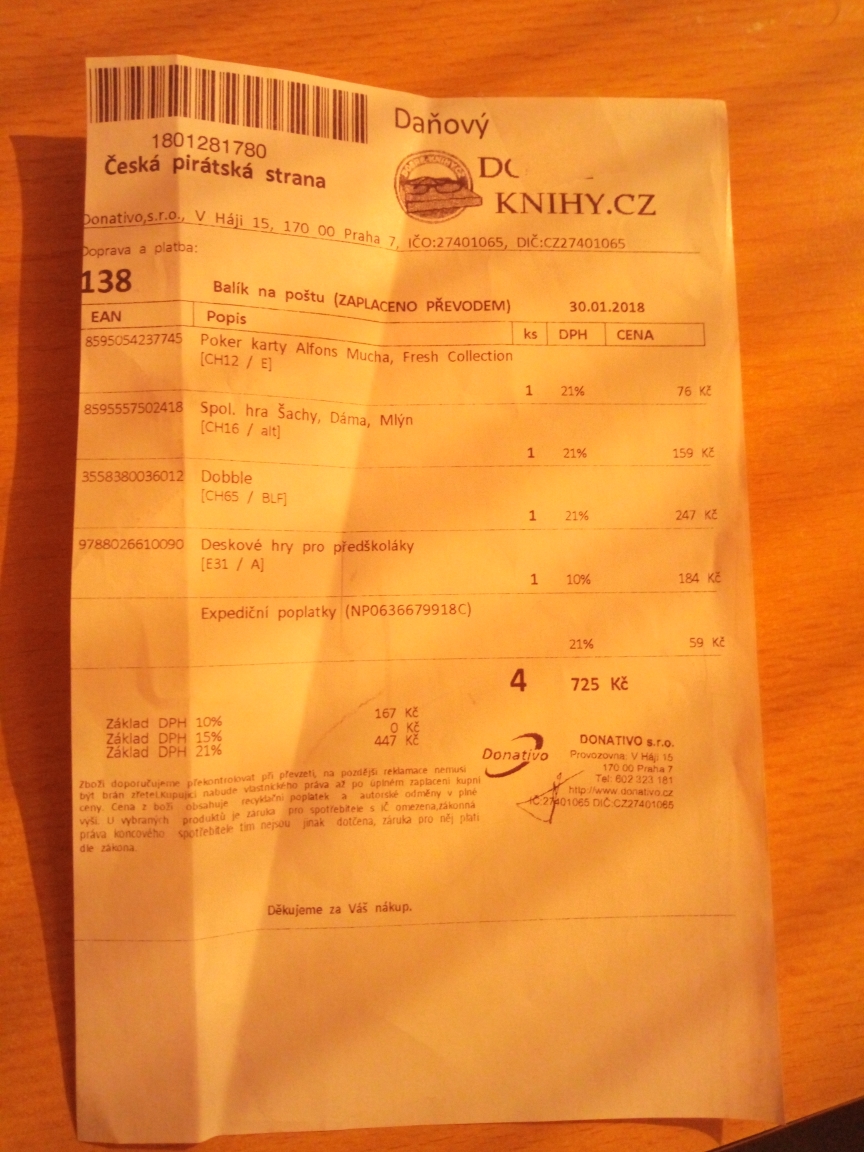 Daňový
1801281780
Česká pirátská strana
KNIHY.CZ
Donativo,s.r.o., V Háji 15, 170 00 Praha 7, IČO:27401065, DIČ:CZ27401065
Doprava a platba:
138 Balík na poštu (ZAPLACENO PŘEVODEM) 30.01.2018
EAN Popis ks DPH CENA
8595054237745 Poker karty Alfons Mucha, Fresh Collection
[CH12 / E]
1 21% 76 Kč
8595557502418 Spol. hra Šachy, Dáma, Mlýn
[CH16 / alt]
1 21% 159 Kč
3558380036012 Dobble
[CH65 / BLF]
1 21% 247 Kč
9788026610090 Deskové hry pro předškoláky
[E31 / A]
1 10% 184 Kč
Expediční poplatky (NP0636679918C)
21% 59 Kč
4 725 Kč
Základ DPH 10% 167 Kč
Základ DPH 15% 0 Kč
Základ DPH 21% 447 Kč
Donativo
DONATIVO s.r.o.
Provozovna: V Háji 15
170 00 Praha 7
Tel: 602 323 181
http://www.donativo.cz
IČ:27401065 DIČ:CZ27401065
Zboží doporučujeme překontrolovat při převzetí, na pozdější reklamace nemusí
být brán zřetel.Kupující nabude vlastnického práva až po úplném zaplacení kupní
ceny. Cena z boží obsahuje recyklační poplatek a autorské odměny v plné
výši. U vybraných produktů je záruka pro spotřebitele s IČ omezena,zákonná
práva koncového spotřebitele tím nejsou jinak dotčena, záruka pro něj platí
dle zákona.
Děkujeme za Váš nákup.